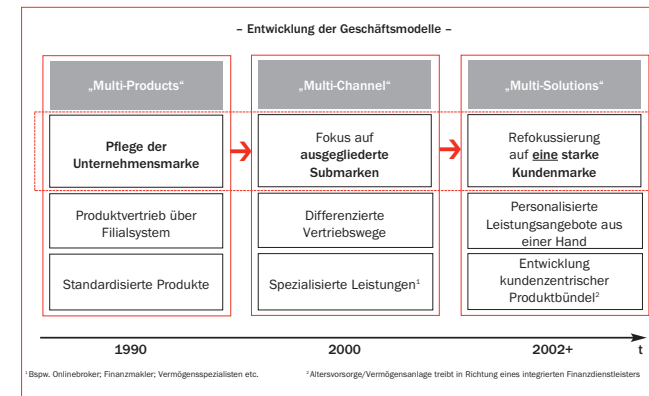 – Entwicklung der Geschäftsmodelle –
„Multi-Products“
„Multi-Channel“
„Multi-Solutions“
Pflege der
Unternehmensmarke
Fokus auf
ausgegliederte
Submarken
Refokussierung
auf eine starke
Kundenmarke
Produktvertrieb über
Filialsystem
Differenzierte
Vertriebswege
Personalisierte
Leistungsangebote aus
einer Hand
Standardisierte Produkte
Spezialisierte Leistungen¹
Entwicklung
kundenzentrischer
Produktbündel²
1990
2000
2002+
t
¹ Bspw. Onlinebroker; Finanzmakler; Vermögensspezialisten etc.
² Altersvorsorge/Vermögensanlage treibt in Richtung eines integrierten Finanzdienstleisters